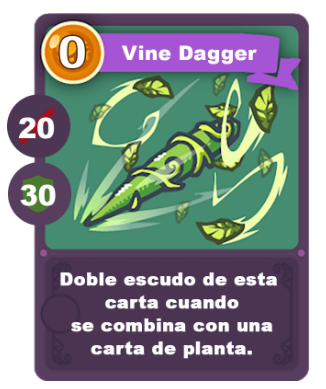 0
Vine Dagger
20
30
Doble escudo de esta
carta cuando
se combina con una
carta de planta.